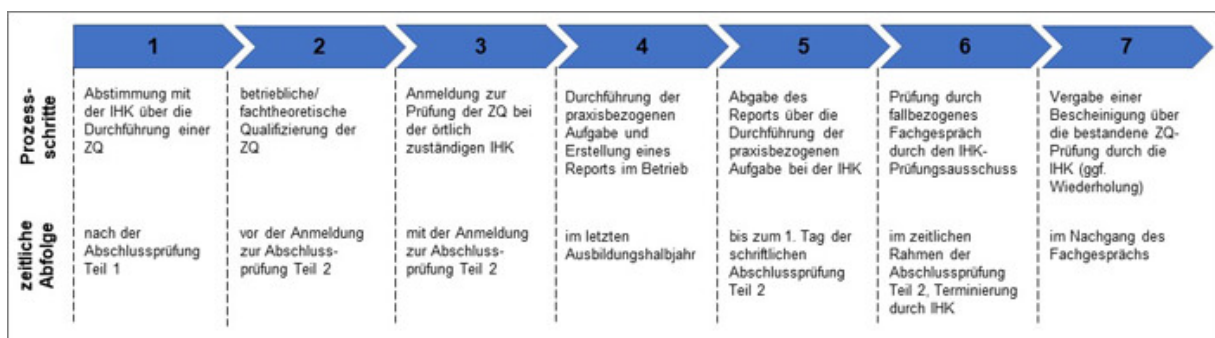 1
2
3
4
5
6
7
Prozess-
schritte
Abstimmung mit
der IHK über die
Durchführung einer
ZQ
betriebliche/
fachtheoretische
Qualifizierung der
ZQ
Anmeldung zur
Prüfung der ZQ bei
der örtlich
zuständigen IHK
Durchführung der
praxisbezogenen
Aufgabe und
Erstellung eines
Reports im Betrieb
Abgabe des
Reports über die
Durchführung der
praxisbezogenen
Aufgabe bei der IHK
Prüfung durch
fallbezogenes
Fachgespräch
durch den IHK-
Prüfungsausschuss
Vergabe einer
Bescheinigung über
die bestandene ZQ-
Prüfung durch die
IHK (ggf.
Wiederholung)
zeitliche
Abfolge
nach der
Abschlussprüfung
Teil 1
vor der Anmeldung
zur Abschluss-
prüfung Teil 2
mit der Anmeldung
zur Abschluss-
prüfung Teil 2
im letzten
Ausbildungshalbjahr
bis zum 1. Tag der
schriftlichen
Abschlussprüfung
Teil 2
im zeitlichen
Rahmen der
Abschlussprüfung
Teil 2, Terminierung
durch IHK
im Nachgang des
Fachgesprächs